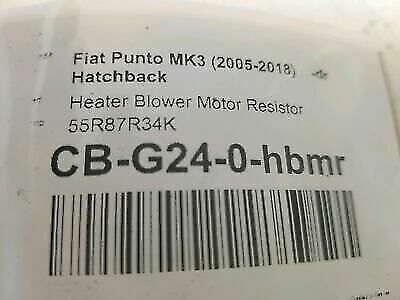 Fiat Punto MK3 (2005-2018)
Hatchback
Heater Blower Motor Resistor
55R87R34K
CB-G24-0-hbmr